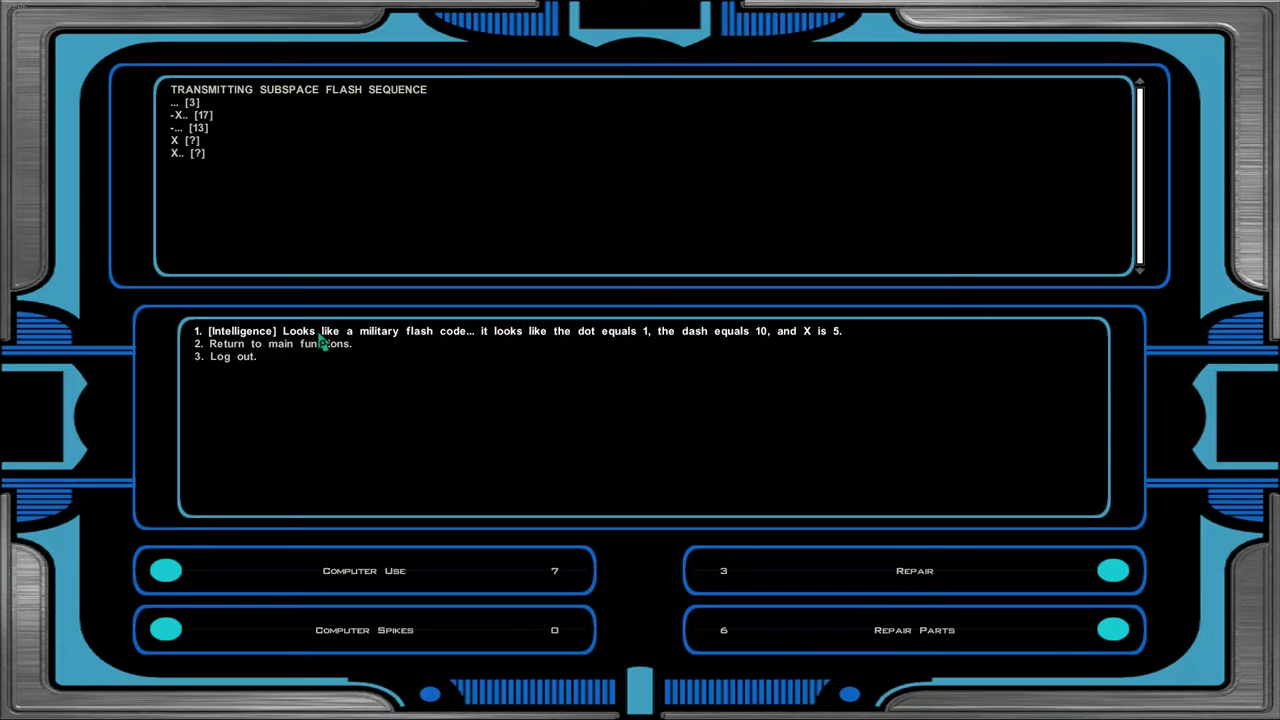 TRANSMITTING SUBSPACE FLASH SEQUENCE
... [3]
-X.. [17]
-... [13]
X [?]
X.. [?]
1. [Intelligence] Looks like a military flash code... it looks like the dot equals 1, the dash equals 10, and X is 5.
2. Return to main functions.
3. Log out.
COMPUTER USE 7
3 REPAIR
COMPUTER SPIKES 0
6 REPAIR PARTS